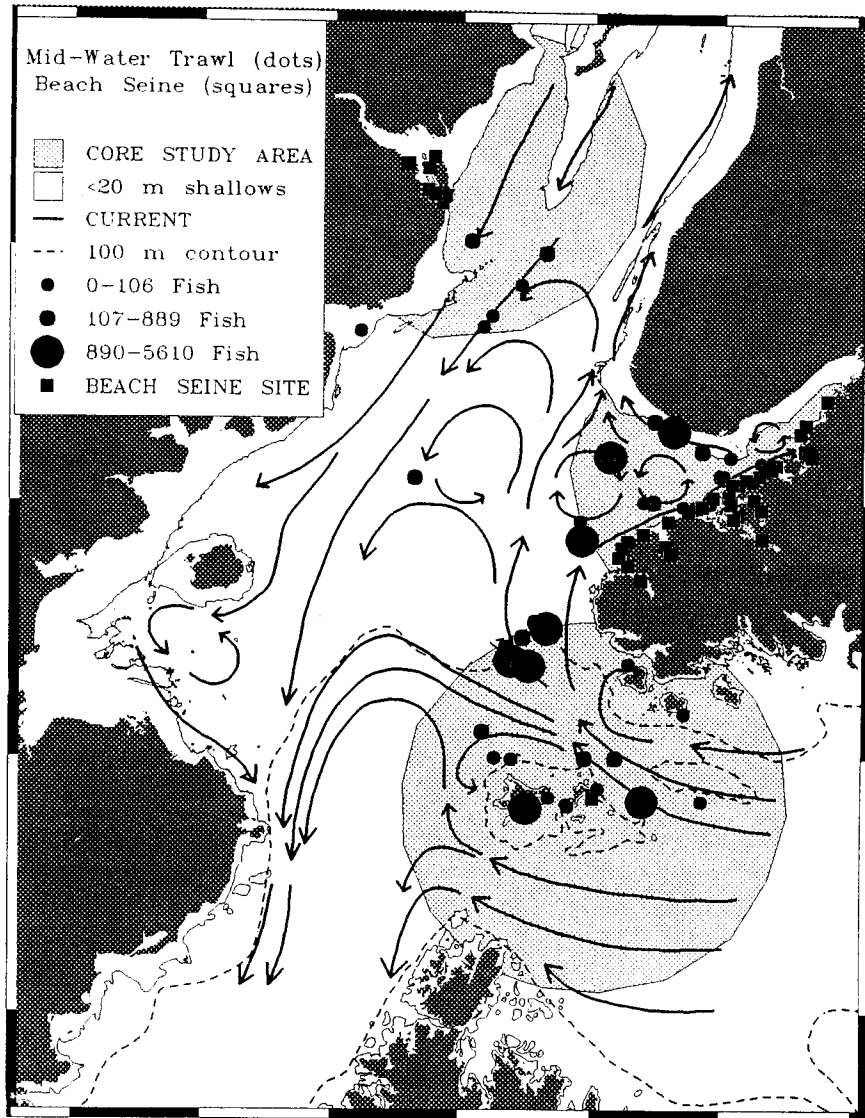 Mid-Water Trawl (dots)
Beach Seine (squares)
CORE STUDY AREA
<20 m shallows
CURRENT
100 m contour
0-106 Fish
107-889 Fish
890-5610 Fish
BEACH SEINE SITE